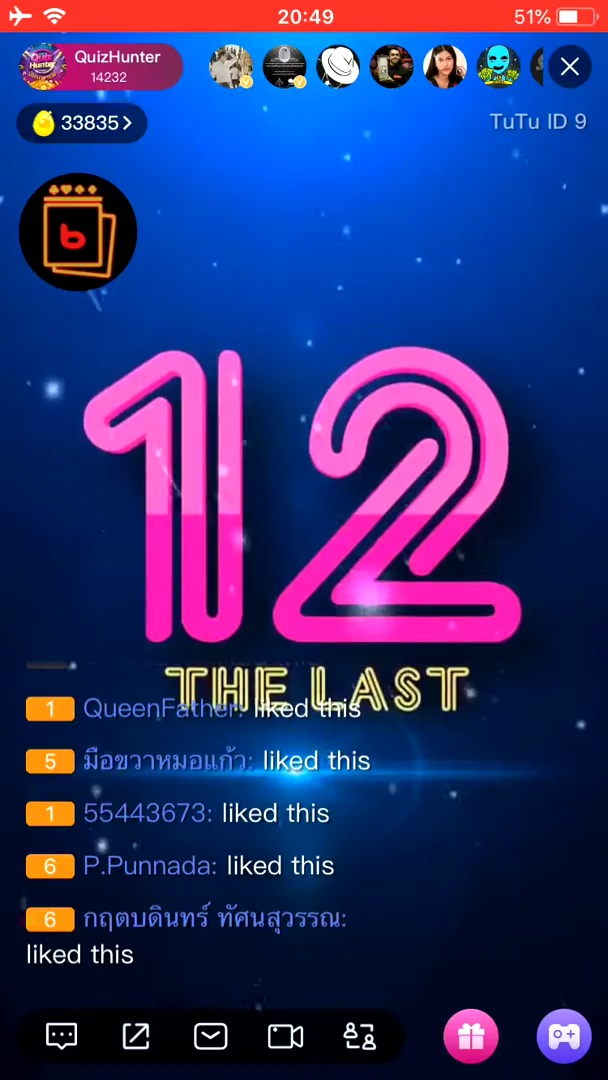 20:49
51%
QuizHunter
14232
33835
TuTu ID 9
b
12
THE LAST
1 QueenFather: liked this
5 มือขวาหมอแก้ว: liked this
1 55443673: liked this
6 P.Punnada: liked this
6 กฤตบดินทร์ ทัศนสุวรรณ:
liked this